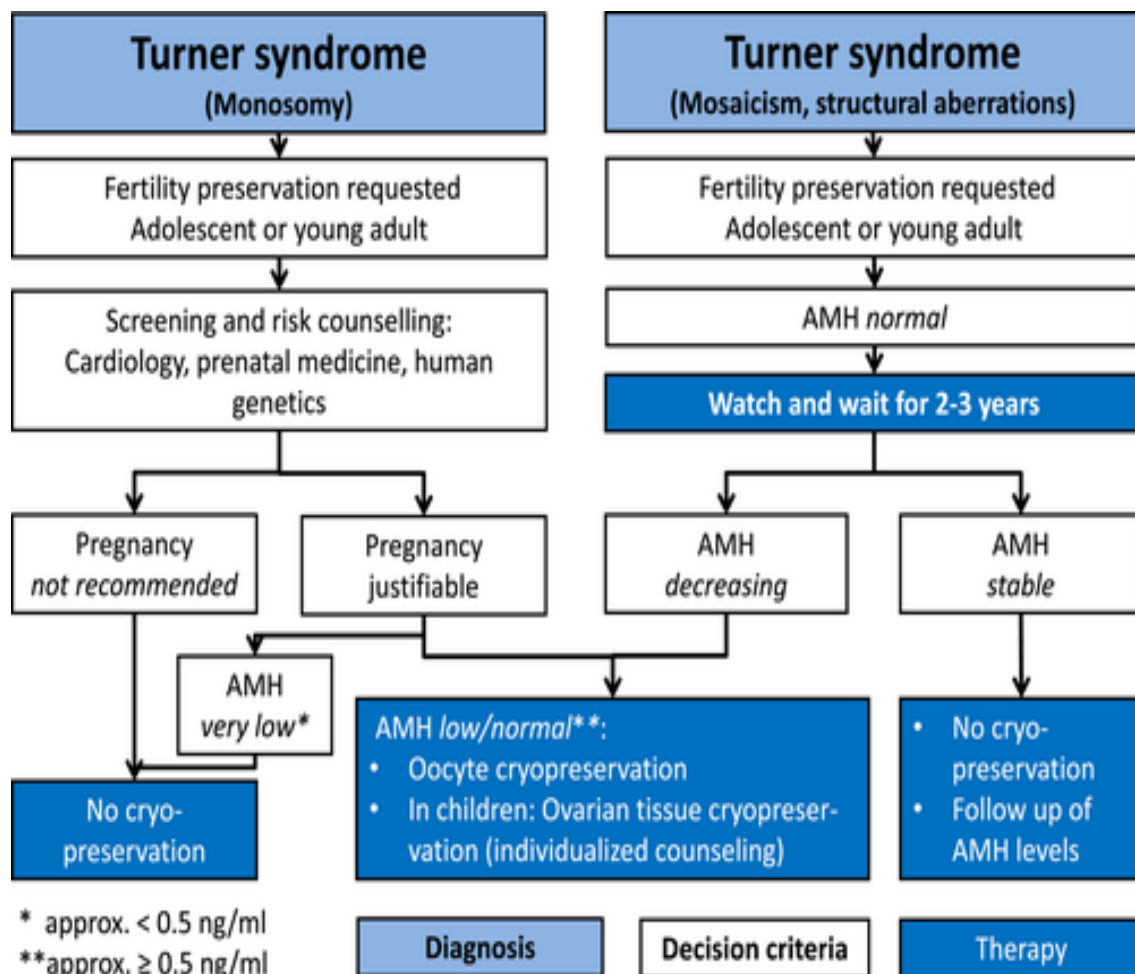 Turner syndrome
(Monosomy)
Fertility preservation requested
Adolescent or young adult
Screening and risk counselling:
Cardiology, prenatal medicine, human
genetics
Pregnancy
not recommended
Pregnancy
justifiable
AMH
very low*
No cryo-
preservation
Turner syndrome
(Mosaicism, structural aberrations)
Fertility preservation requested
Adolescent or young adult
AMH normal
Watch and wait for 2-3 years
AMH
decreasing
AMH
stable
AMH low/normal**:
• Oocyte cryopreservation
• In children: Ovarian tissue cryopreser-
vation (individualized counseling)
• No cryo-
preservation
• Follow up of
AMH levels
* approx. < 0.5 ng/ml
**approx. ≥ 0.5 ng/ml
Diagnosis
Decision criteria
Therapy